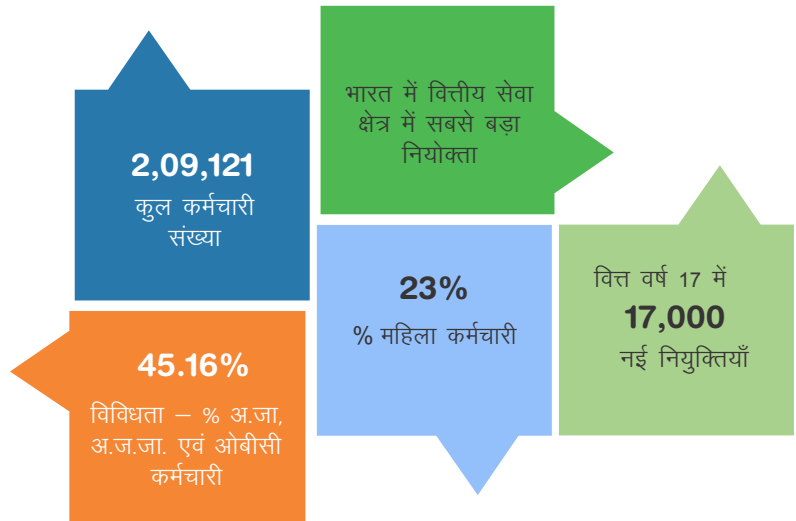 2,09,121
कुल कर्मचारी
संख्या
भारत में वित्तीय सेवा
क्षेत्र में सबसे बड़ा
नियोक्ता
45.16%
विविधता – % अ.जा,
अ.ज.जा. एवं ओबीसी
कर्मचारी
23%
% महिला कर्मचारी
वित्त वर्ष 17 में
17,000
नई नियुक्तियाँ